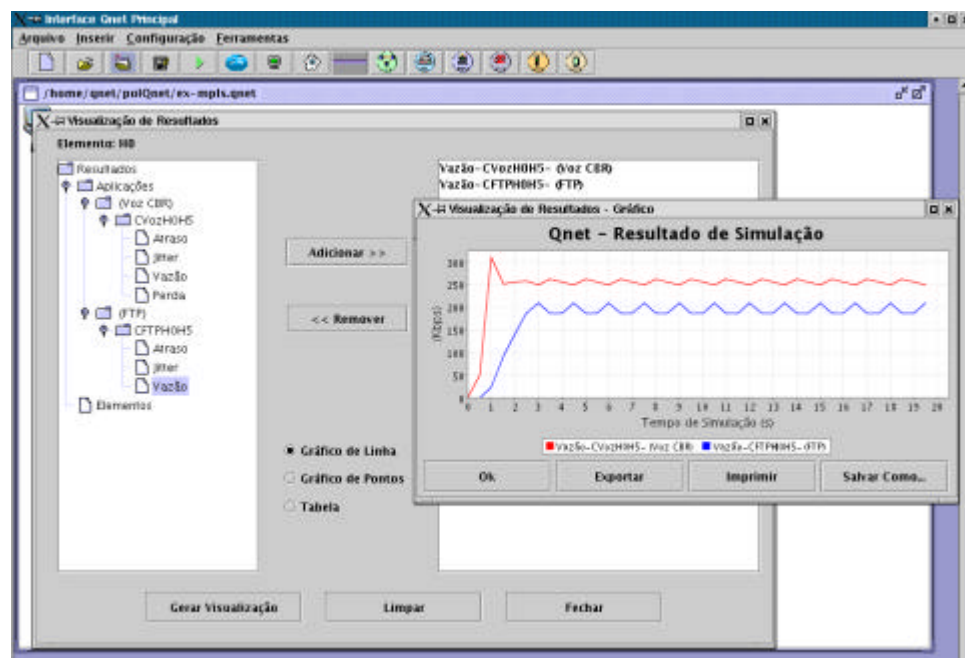 Interface Qnet Principal
Arquivo Inserir Configuração Ferramentas
/home/qnet/polQnet/ex-mpls.qnet
Visualização de Resultados
Elemento: H0
Resultados
Aplicações
(Voz CBR)
CVozH0H5
Atraso
Jitter
Vazão
Perda
(FTP)
CFTPH0H5
Atraso
Jitter
Vazão
Elementos
Adicionar >>
<< Remover
Gráfico de Linha
Gráfico de Pontos
Tabela
Vazão-CVozH0H5- (Voz CBR)
Vazão-CFTPH0H5- (FTP)
Visualização de Resultados - Gráfico
Qnet - Resultado de Simulação
300
250
200
150
100
50
0
(Kbps)
0 1 2 3 4 5 6 7 8 9 10 11 12 13 14 15 16 17 18 19 20
Tempo de Simulação (s)
Vazão-CVozH0H5- (Voz CBR) Vazão-CFTPH0H5- (FTP)
Ok Exportar Imprimir Salvar Como...
Gerar Visualização Limpar Fechar